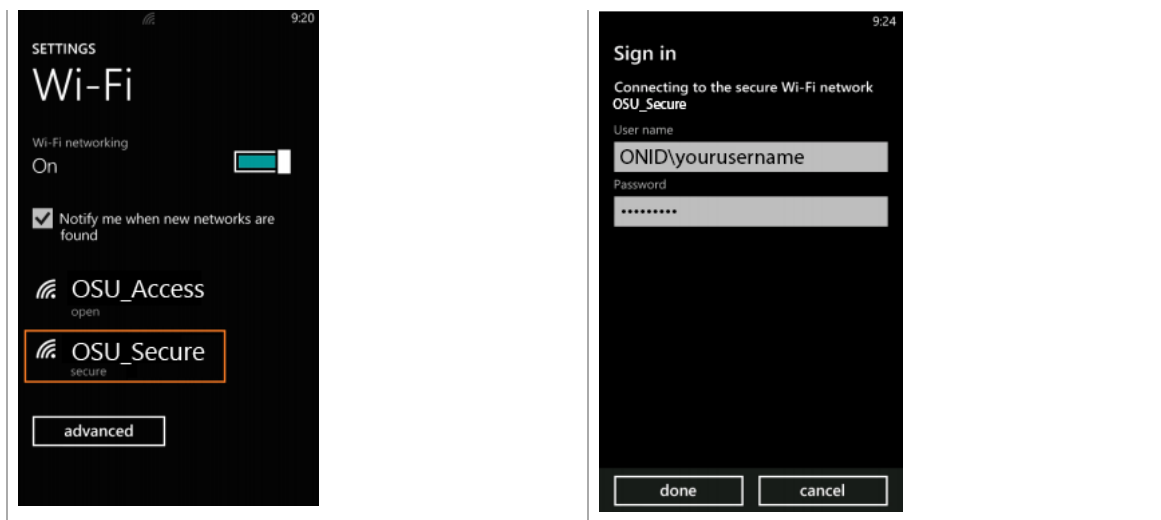 9:20
SETTINGS
Wi-Fi
Wi-Fi networking
On
Notify me when new networks are
found
OSU_Access
open
OSU_Secure
secure
advanced
9:24
Sign in
Connecting to the secure Wi-Fi network
OSU_Secure
User name
ONID\yourusername
Password
•••••••••
done
cancel